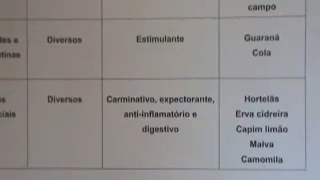 campo
Diversos Estimulante Guaraná
Cola
Diversos Carminativo, expectorante, Hortelãs
anti-inflamatório e Erva cidreira
digestivo Capim limão
Malva
Camomila